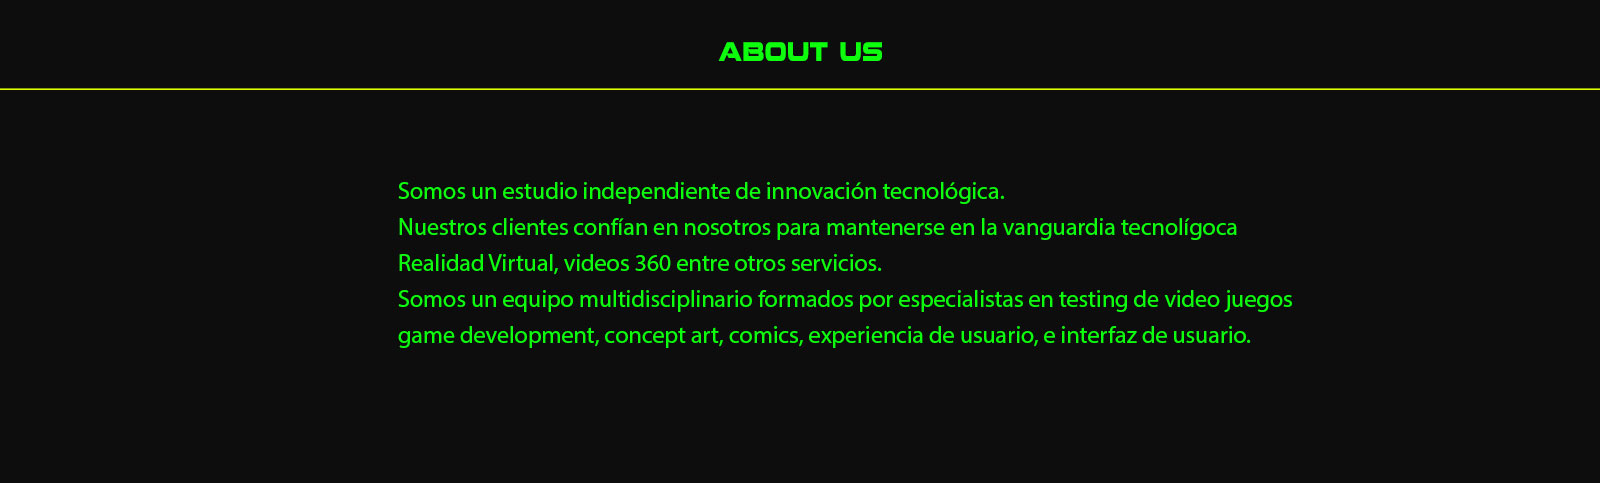 ABOUT US
Somos un estudio independiente de innovación tecnológica.
Nuestros clientes confían en nosotros para mantenerse en la vanguardia tecnolígoca
Realidad Virtual, videos 360 entre otros servicios.
Somos un equipo multidisciplinario formados por especialistas en testing de video juegos
game development, concept art, comics, experiencia de usuario, e interfaz de usuario.